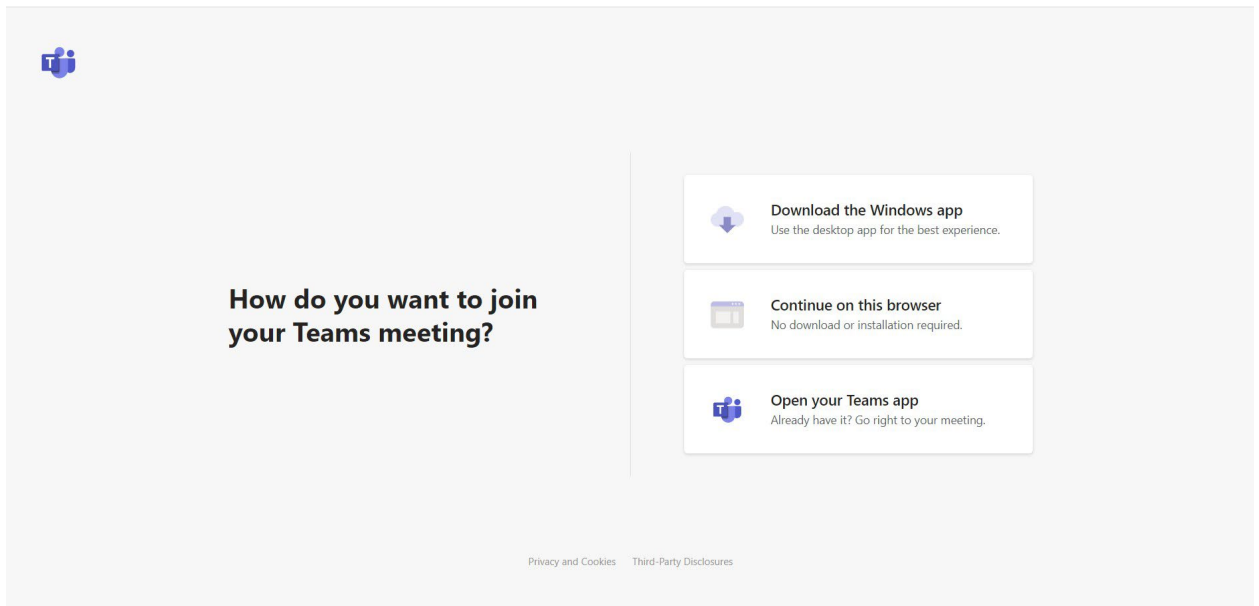 T
How do you want to join
your Teams meeting?
Download the Windows app
Use the desktop app for the best experience.
Continue on this browser
No download or installation required.
T
Open your Teams app
Already have it? Go right to your meeting.
Privacy and Cookies Third-Party Disclosures